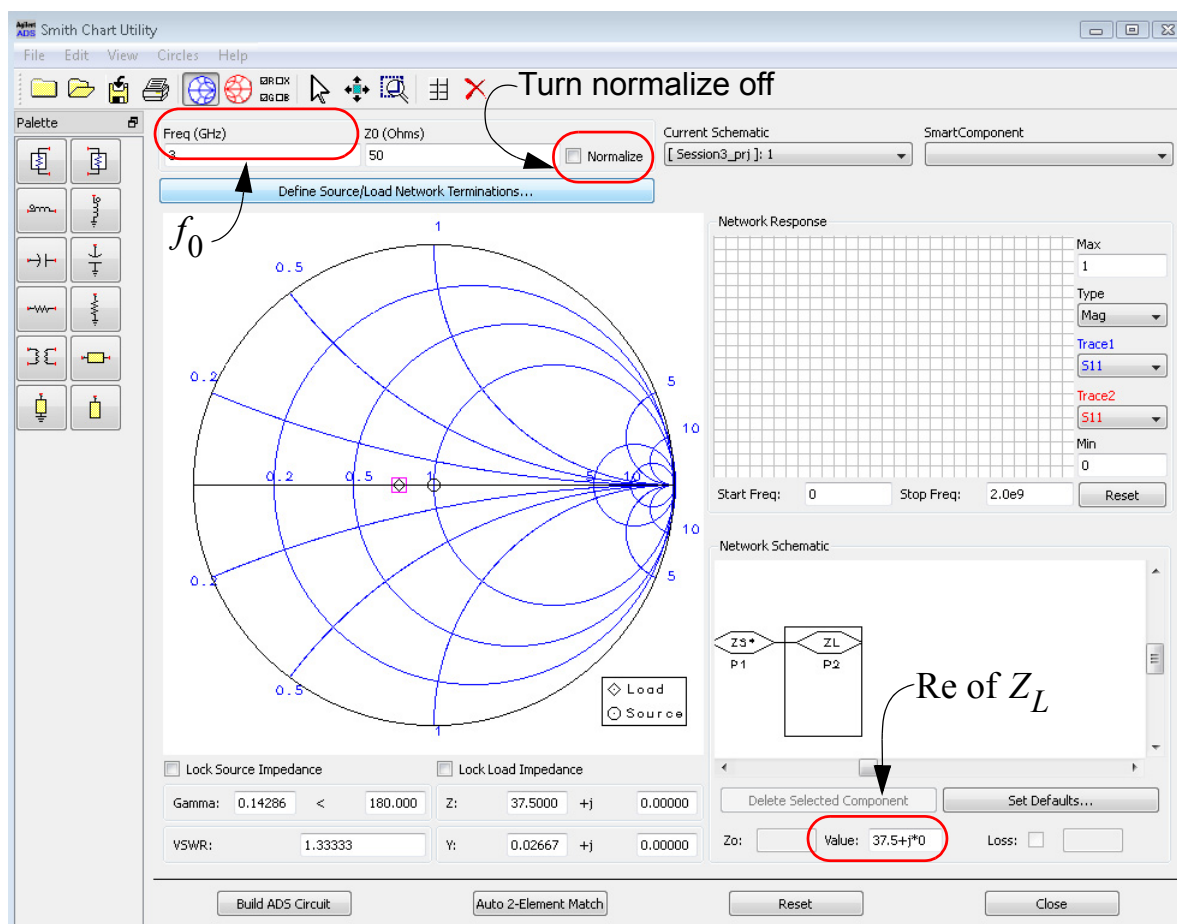 Agilent
ADS Smith Chart Utility
File Edit View Circles Help
Turn normalize off
Palette
Freq (GHz) Z0 (Ohms) Current Schematic SmartComponent
3 50 Normalize [ Session3_prj ]: 1
Define Source/Load Network Terminations...
f0
Network Response
Max
1
Type
Mag
Trace1
S11
Trace2
S11
Min
0
Start Freq: 0 Stop Freq: 2.0e9 Reset
1
0.5
0.2
5
10
0.2 0.5 1 5 10
10
0.2
5
0.5
1
Load
Source
Network Schematic
ZS* ZL
P1 P2
Re of ZL
Lock Source Impedance Lock Load Impedance
Gamma: 0.14286 < 180.000 Z: 37.5000 +j 0.00000
VSWR: 1.33333 Y: 0.02667 +j 0.00000
Delete Selected Component Set Defaults...
Zo: Value: 37.5+j*0 Loss:
Build ADS Circuit Auto 2-Element Match Reset Close